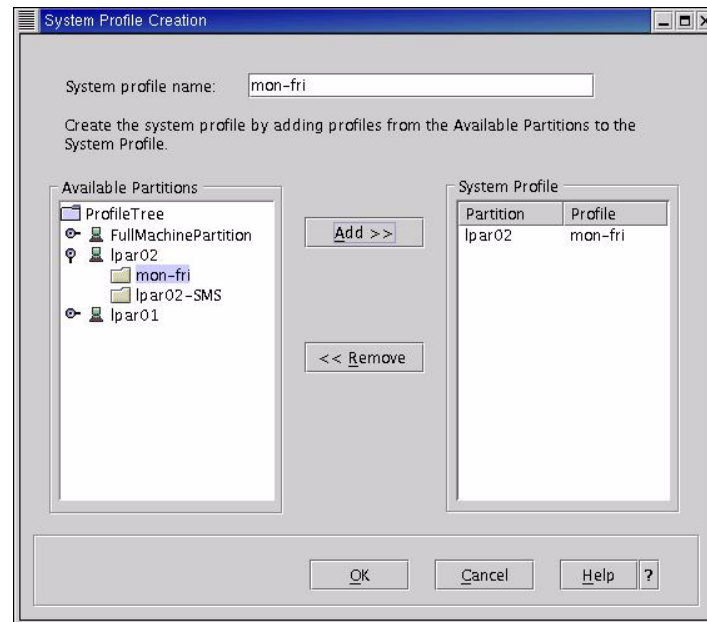 System Profile Creation
System profile name: mon-fri
Create the system profile by adding profiles from the Available Partitions to the
System Profile.
Available Partitions
ProfileTree
FullMachinePartition
lpar02
mon-fri
lpar02-SMS
lpar01
Add >>
<< Remove
System Profile
Partition Profile
lpar02 mon-fri
OK Cancel Help ?